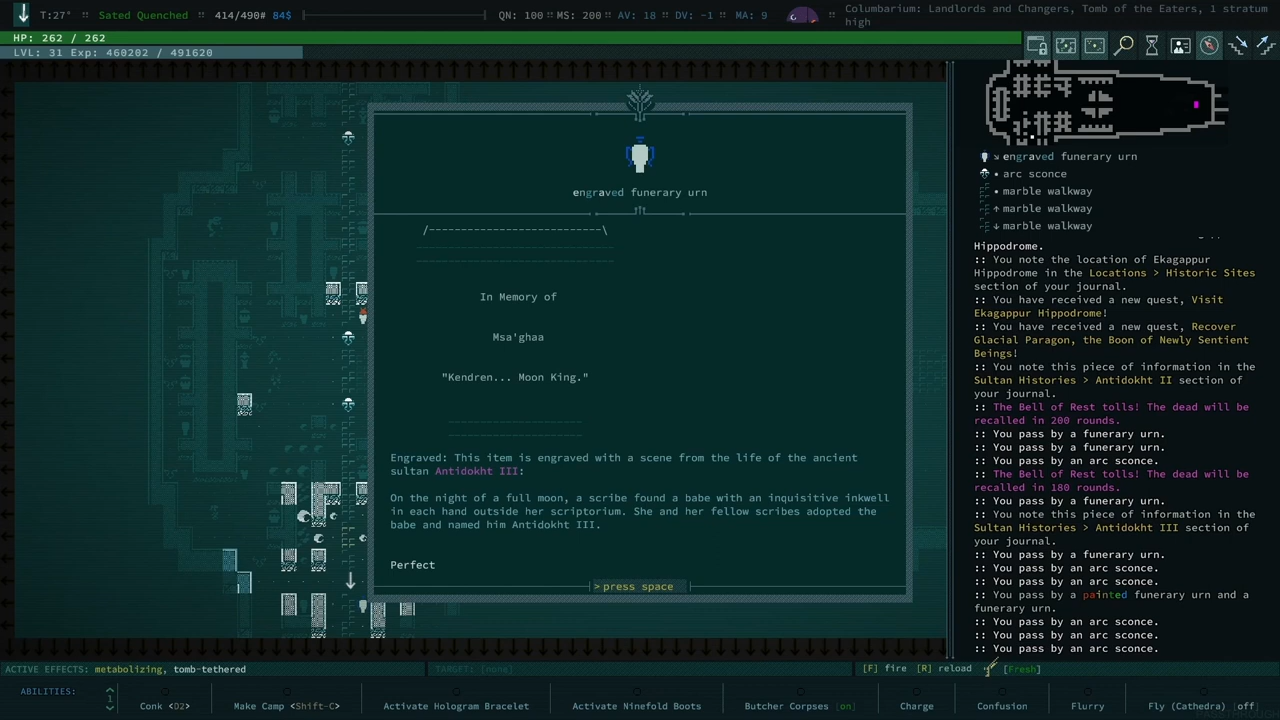 T:27° :: Sated Quenched :: 414/490# 84$
QN: 100 :: MS: 200 :: AV: 18 :: DV: -1 :: MA: 9
Columbarium: Landlords and Changers, Tomb of the Eaters, 1 stratum
high
HP: 262 / 262
LVL: 31 Exp: 460202 / 491620
engraved funerary urn
In Memory of
Msa'ghaa
"Kendren... Moon King."
Engraved: This item is engraved with a scene from the life of the ancient
sultan Antidokht III:
On the night of a full moon, a scribe found a babe with an inquisitive inkwell
in each hand outside her scriptorium. She and her fellow scribes adopted the
babe and named him Antidokht III.
Perfect
> press space
engraved funerary urn
arc sconce
marble walkway
marble walkway
marble walkway
Hippodrome.
:: You note the location of Ekagappur
Hippodrome in the Locations > Historic Sites
section of your journal.
:: You have received a new quest, Visit
Ekagappur Hippodrome!
:: You have received a new quest, Recover
Glacial Paragon, the Boon of Newly Sentient
Beings!
:: You note this piece of information in the
Sultan Histories > Antidokht II section of
your journal.
:: The Bell of Rest tolls! The dead will be
recalled in 200 rounds.
:: You pass by a funerary urn.
:: You pass by a funerary urn.
:: You pass by an arc sconce.
:: The Bell of Rest tolls! The dead will be
recalled in 180 rounds.
:: You pass by a funerary urn.
:: You note this piece of information in the
Sultan Histories > Antidokht III section of
your journal.
:: You pass by a funerary urn.
:: You pass by an arc sconce.
:: You pass by an arc sconce.
:: You pass by a painted funerary urn and a
funerary urn.
:: You pass by an arc sconce.
:: You pass by an arc sconce.
:: You pass by an arc sconce.
ACTIVE EFFECTS: metabolizing, tomb-tethered
TARGET: [none]
[F] fire [R] reload
[Fresh]
ABILITIES:
1
Conk <D2>
Make Camp <Shift-C>
Activate Hologram Bracelet
Activate Ninefold Boots
Butcher Corpses [on]
Charge
Confusion
Flurry
Fly (Cathedra) off